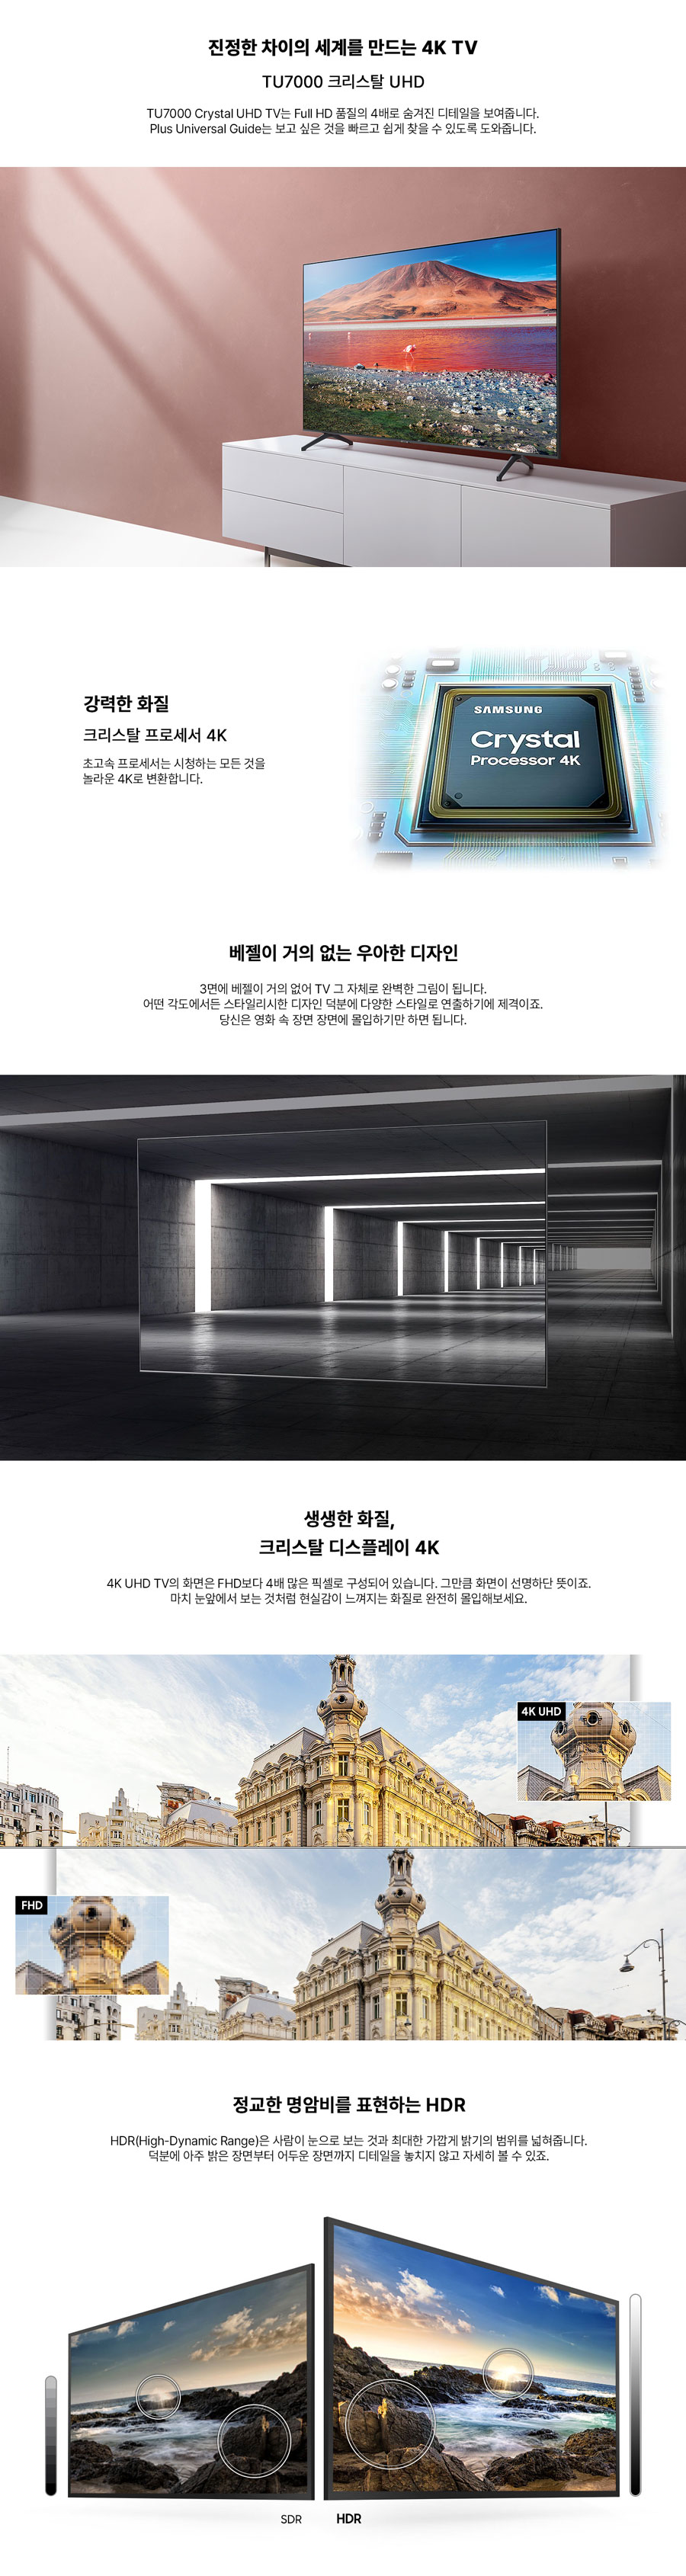 진정한 차이의 세계를 만드는 4K TV
TU7000 크리스탈 UHD
TU7000 Crystal UHD TV는 Full HD 품질의 4배로 숨겨진 디테일을 보여줍니다.
Plus Universal Guide는 보고 싶은 것을 빠르고 쉽게 찾을 수 있도록 도와줍니다.
강력한 화질
크리스탈 프로세서 4K
초고속 프로세서는 시청하는 모든 것을
놀라운 4K로 변환합니다.
SAMSUNG
Crystal
Processor 4K
베젤이 거의 없는 우아한 디자인
3면에 베젤이 거의 없어 TV 그 자체로 완벽한 그림이 됩니다.
어떤 각도에서든 스타일리시한 디자인 덕분에 다양한 스타일로 연출하기에 제격이죠.
당신은 영화 속 장면 장면에 몰입하기만 하면 됩니다.
생생한 화질,
크리스탈 디스플레이 4K
4K UHD TV의 화면은 FHD보다 4배 많은 픽셀로 구성되어 있습니다. 그만큼 화면이 선명하단 뜻이죠.
마치 눈앞에서 보는 것처럼 현실감이 느껴지는 화질로 완전히 몰입해보세요.
4K UHD
FHD
정교한 명암비를 표현하는 HDR
HDR(High-Dynamic Range)은 사람이 눈으로 보는 것과 최대한 가깝게 밝기의 범위를 넓혀줍니다.
덕분에 아주 밝은 장면부터 어두운 장면까지 디테일을 놓치지 않고 자세히 볼 수 있죠.
SDR
HDR